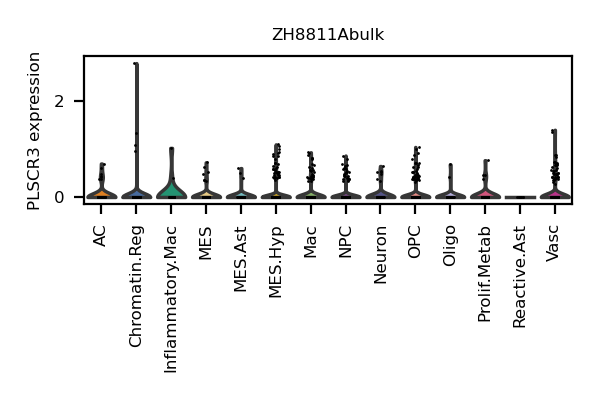 ZH8811Abulk
PLSCR3 expression
2
0
AC
Chromatin.Reg
Inflammatory.Mac
MES
MES.Ast
MES.Hyp
Mac
NPC
Neuron
OPC
Oligo
Prolif.Metab
Reactive.Ast
Vasc